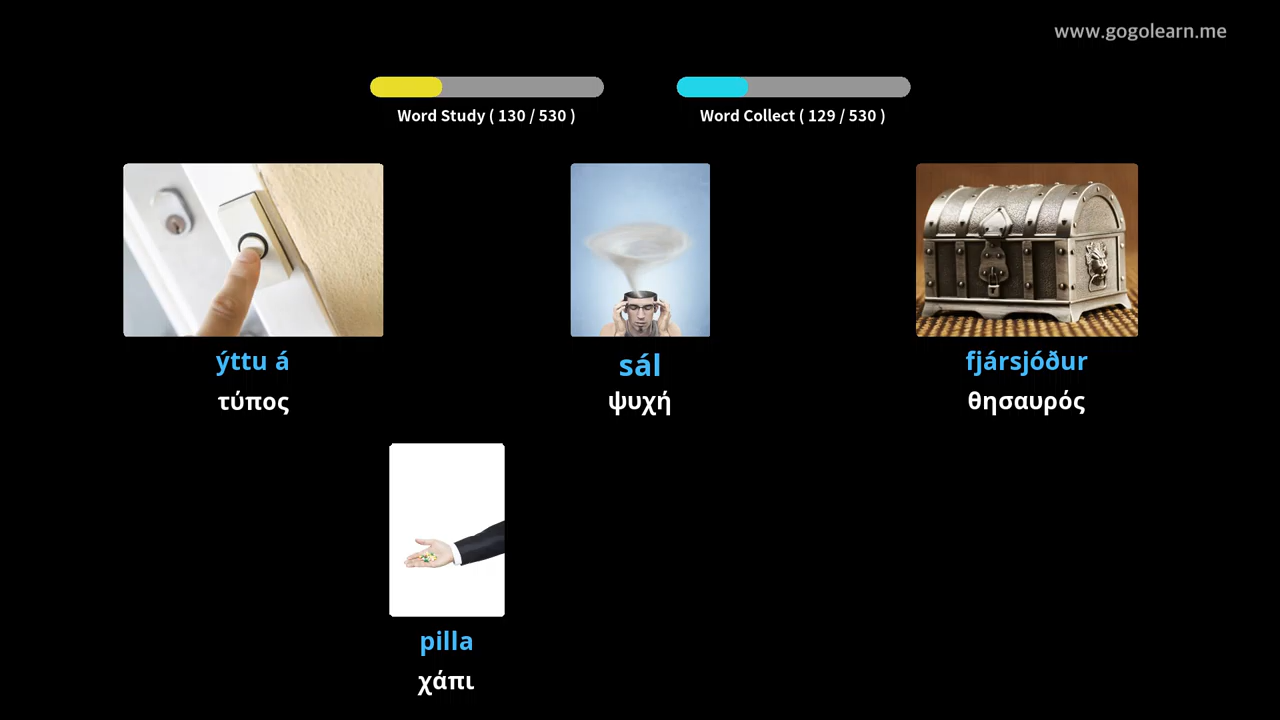 www.gogolearn.me
Word Study ( 130 / 530 )
Word Collect ( 129 / 530 )
ýttu á
τύπος
sál
ψυχή
fjársjóður
θησαυρός
pilla
χάπι